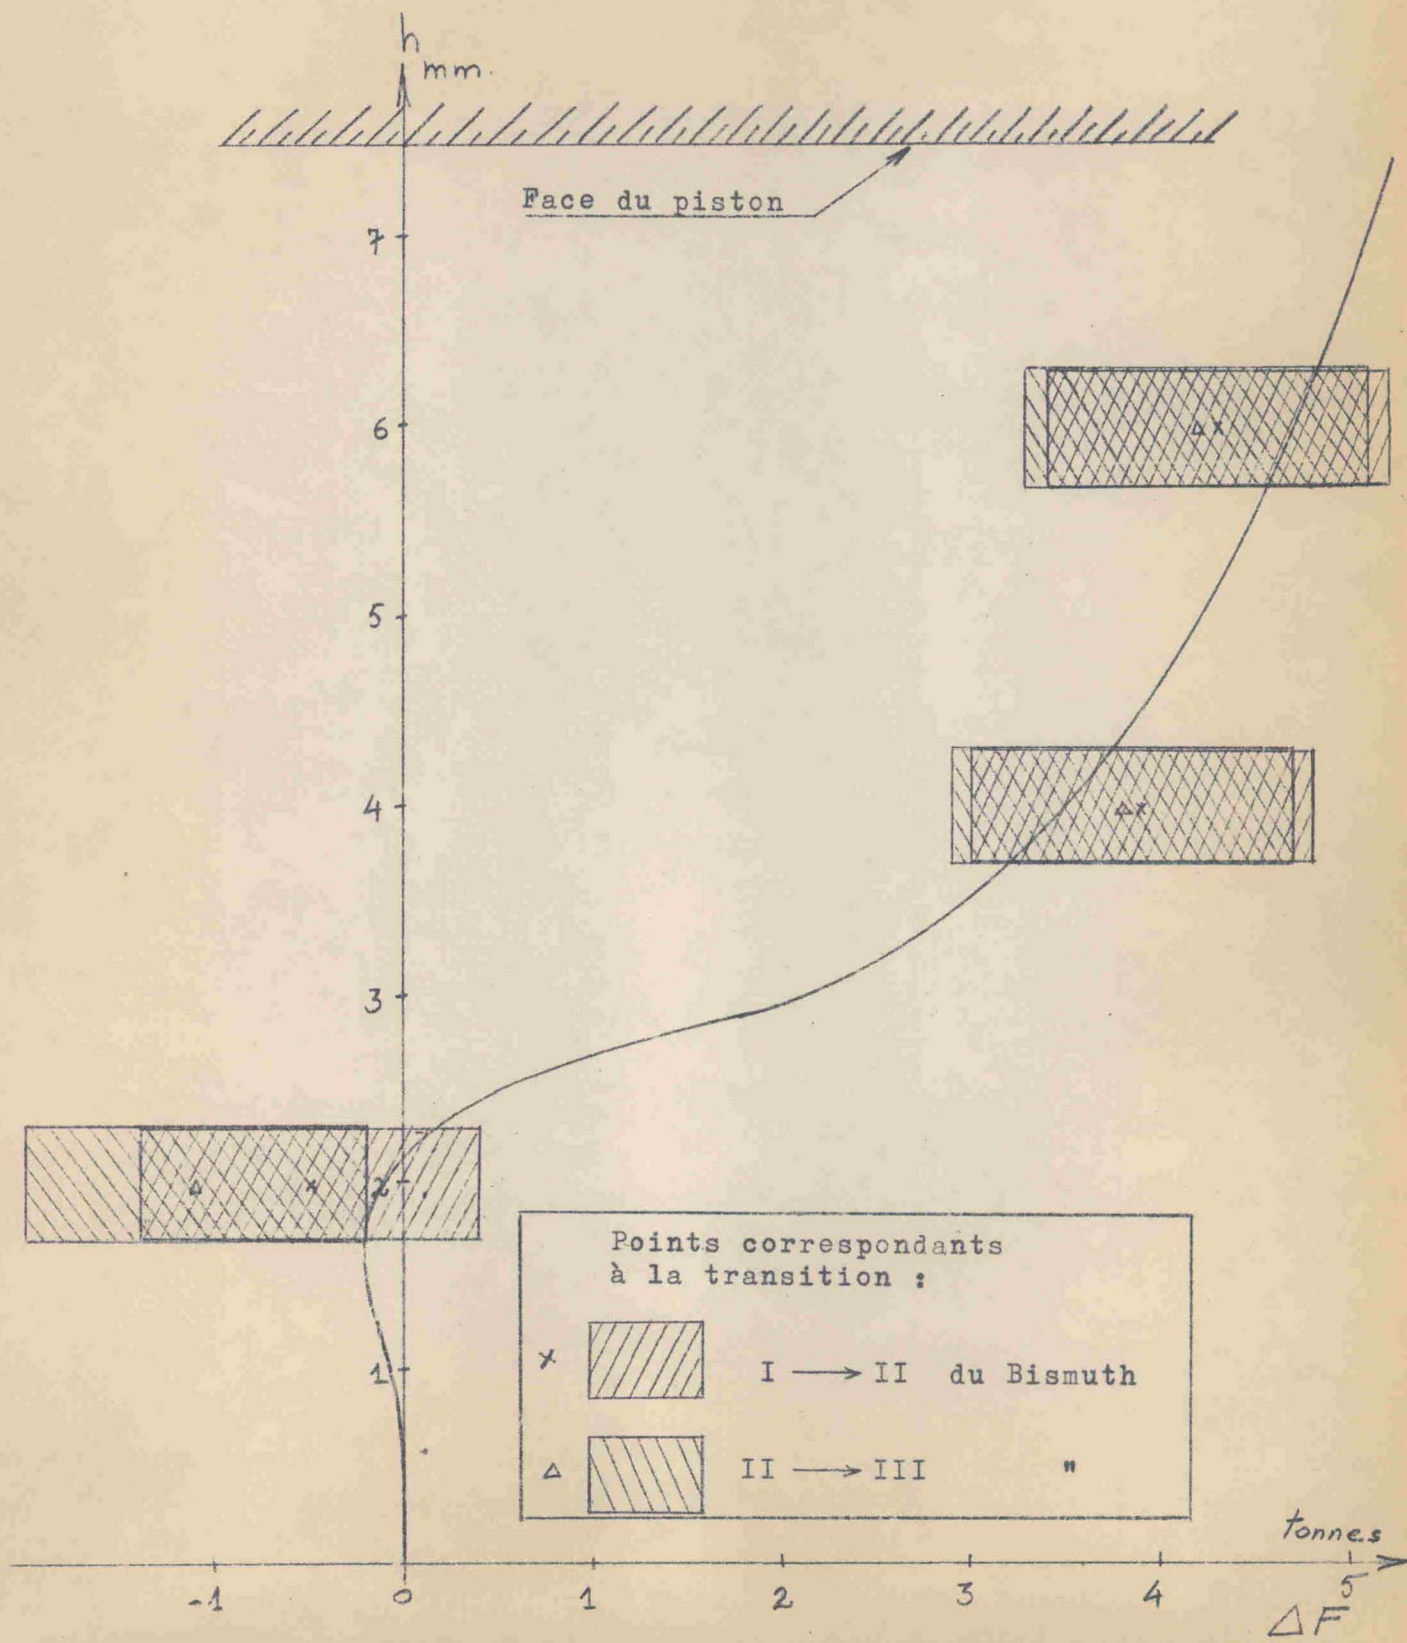 h
mm.
Face du piston
7
6
5
4
3
2
1
Points correspondants
à la transition :
x I → II du Bismuth
Δ II → III "
tonnes
-1 0 1 2 3 4 5
ΔF